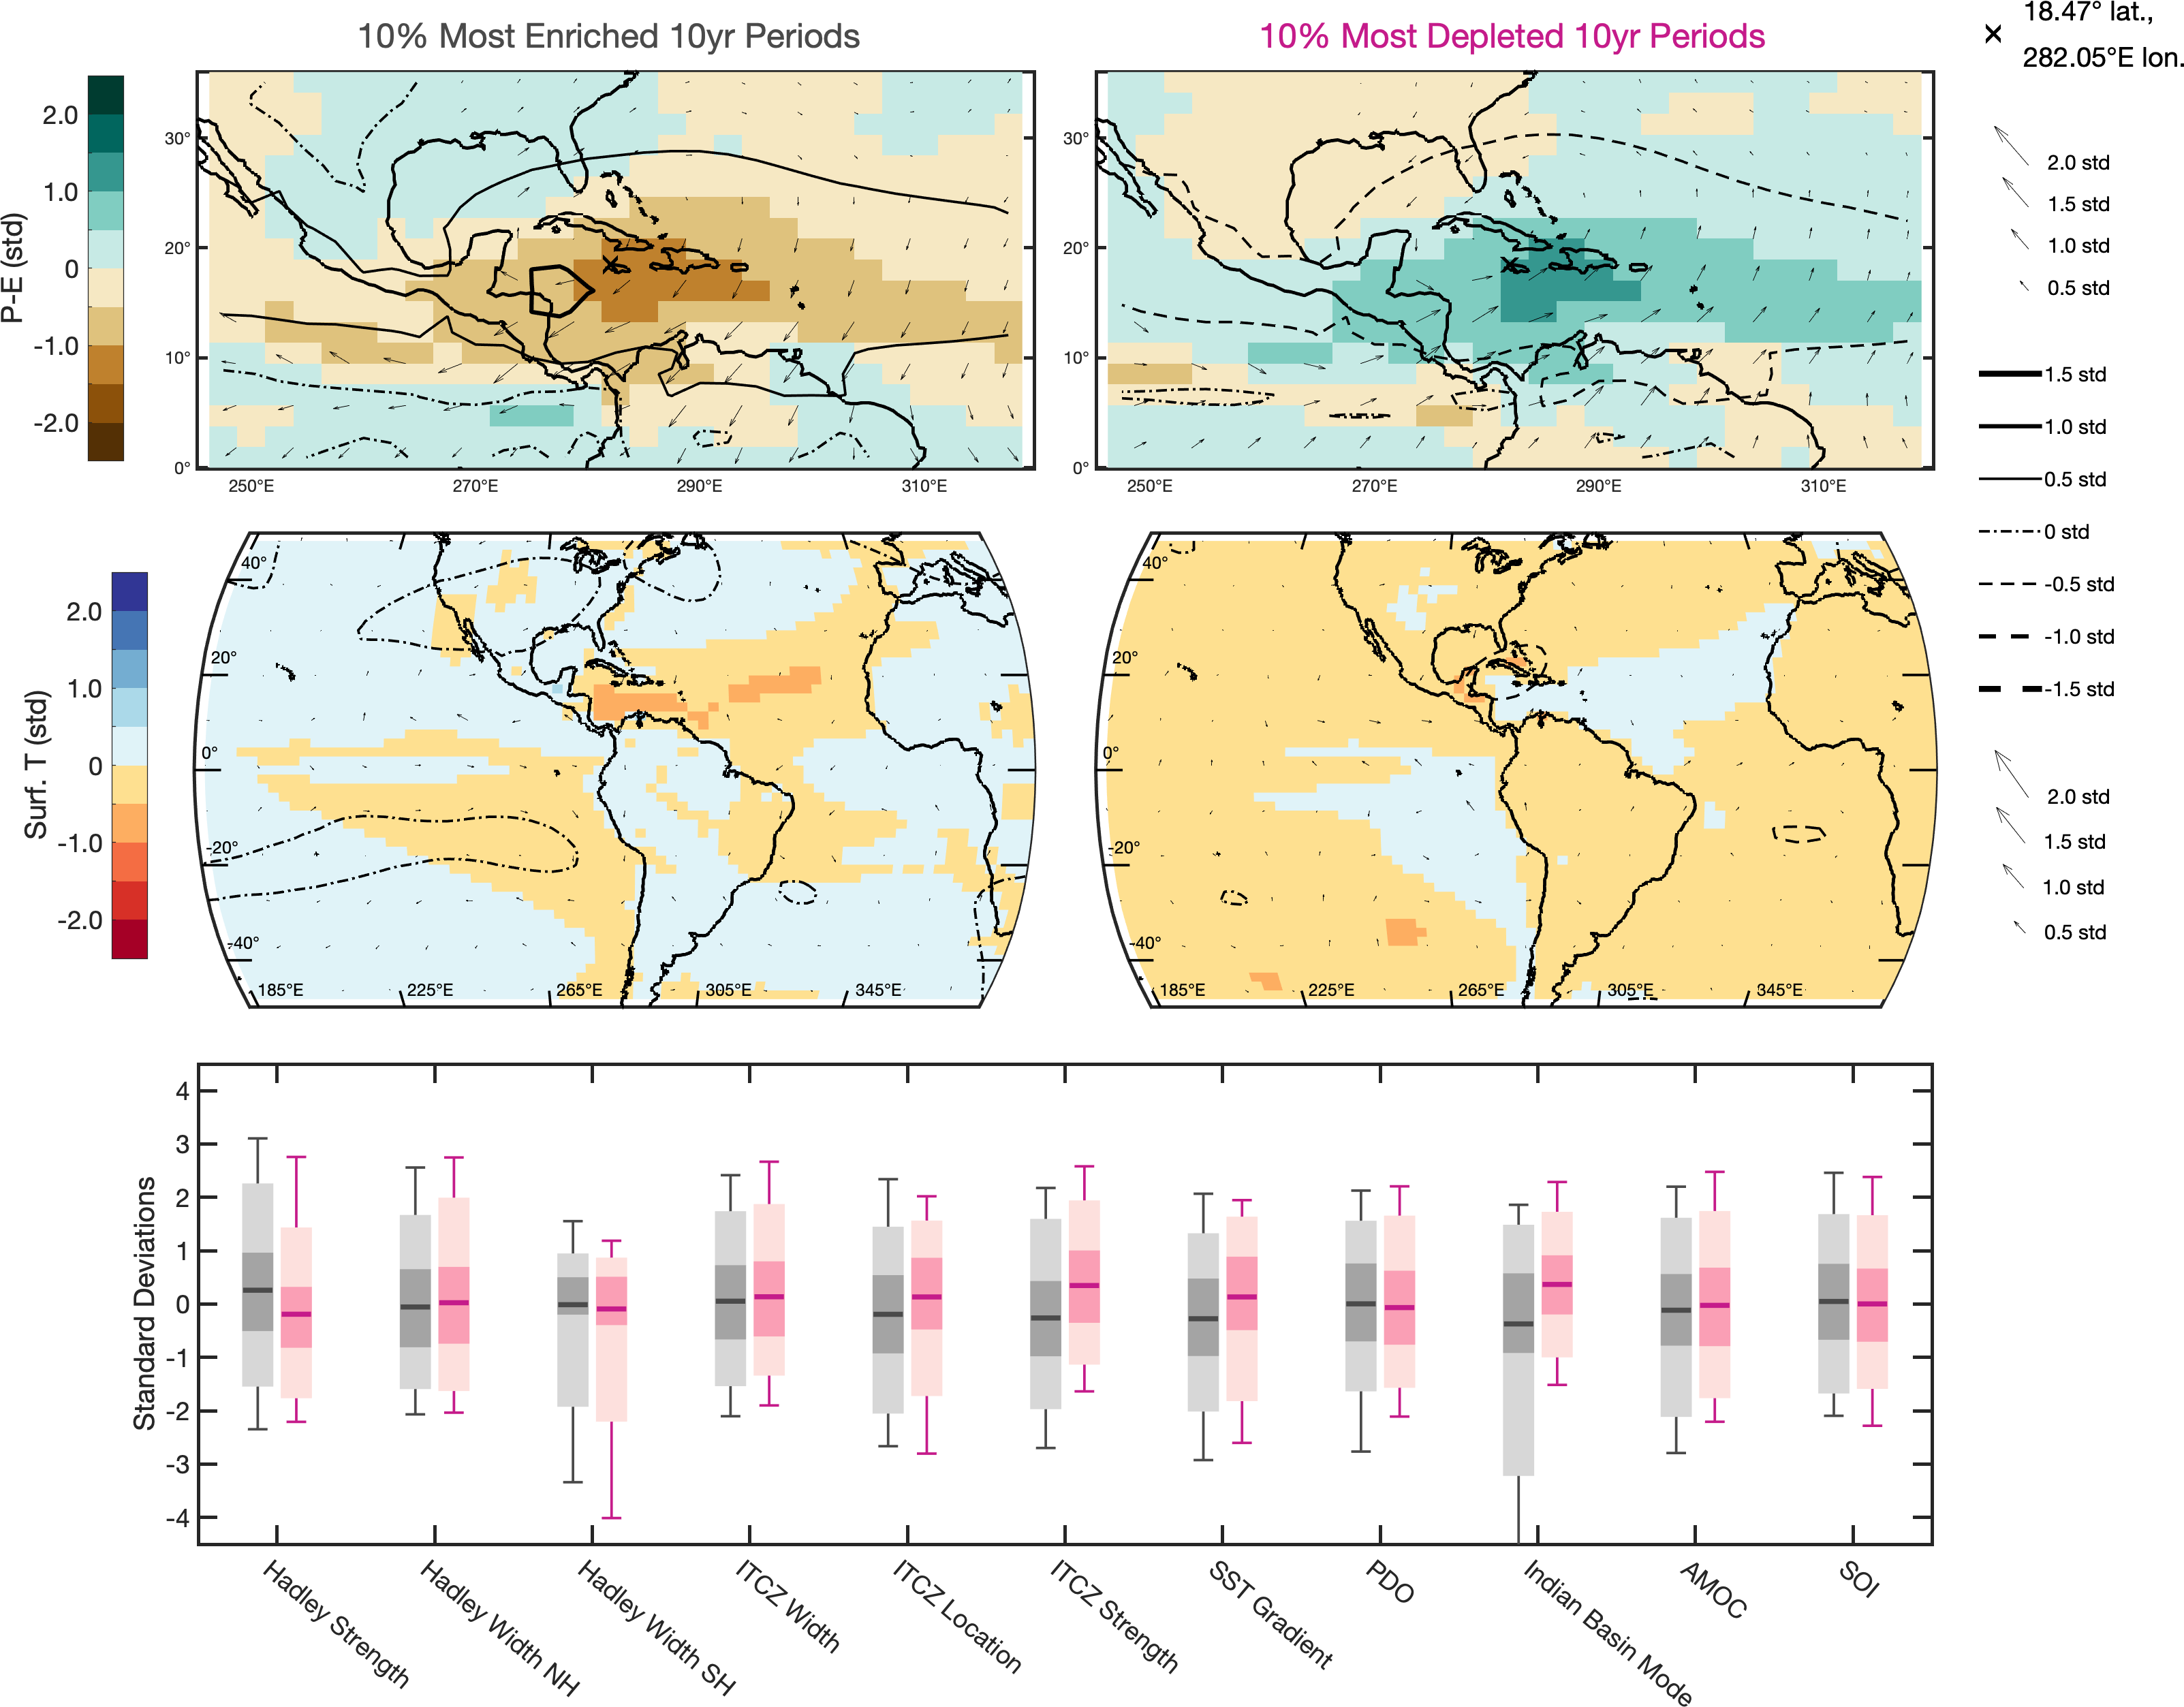 10% Most Enriched 10yr Periods
10% Most Depleted 10yr Periods
18.47° lat.,
282.05°E lon.
P-E (std)
2.0
1.0
0
-1.0
-2.0
30°
20°
10°
0°
250°E
270°E
290°E
310°E
30°
20°
10°
0°
250°E
270°E
290°E
310°E
2.0 std
1.5 std
1.0 std
0.5 std
1.5 std
1.0 std
0.5 std
0 std
-0.5 std
-1.0 std
-1.5 std
2.0 std
1.5 std
1.0 std
0.5 std
Surf. T (std)
2.0
1.0
0
-1.0
-2.0
40°
20°
0°
-20°
-40°
185°E
225°E
265°E
305°E
345°E
40°
20°
0°
-20°
-40°
185°E
225°E
265°E
305°E
345°E
Standard Deviations
4
3
2
1
0
-1
-2
-3
-4
Hadley Strength
Hadley Width NH
Hadley Width SH
ITCZ Width
ITCZ Location
ITCZ Strength
SST Gradient
PDO
Indian Basin Mode
AMOC
SOI